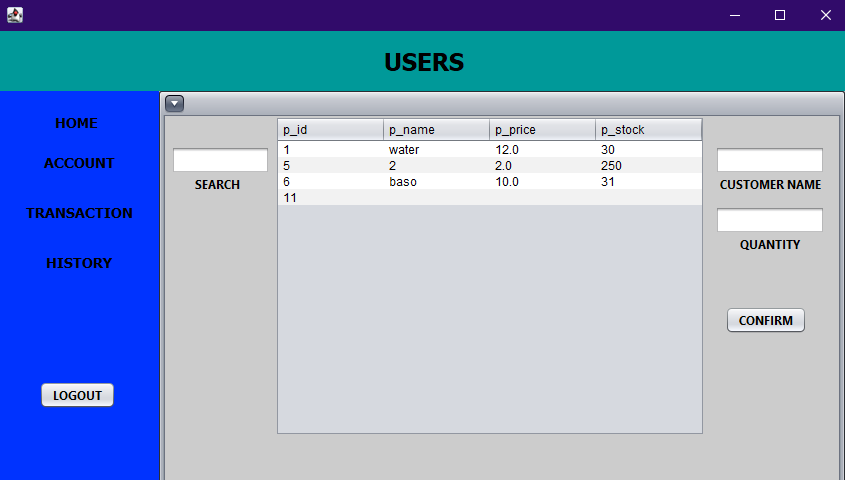 USERS
HOME
ACCOUNT
TRANSACTION
HISTORY
LOGOUT
SEARCH
p_id p_name p_price p_stock
1 water 12.0 30
5 2 2.0 250
6 baso 10.0 31
11
CUSTOMER NAME
QUANTITY
CONFIRM